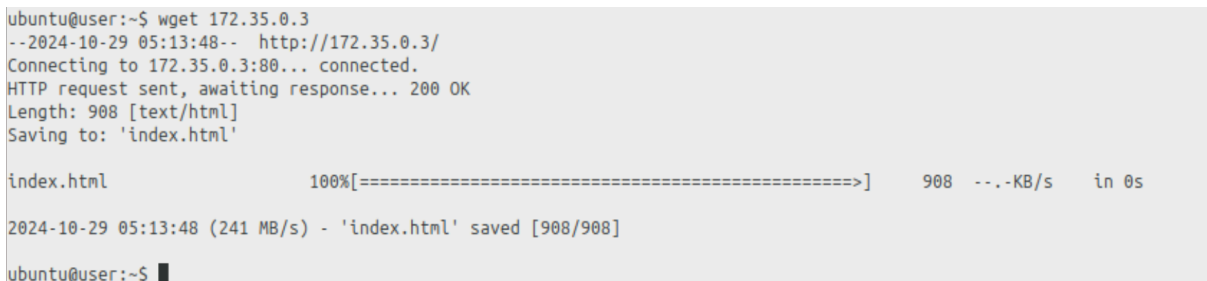 ubuntu@user:~$ wget 172.35.0.3
--2024-10-29 05:13:48--  http://172.35.0.3/
Connecting to 172.35.0.3:80... connected.
HTTP request sent, awaiting response... 200 OK
Length: 908 [text/html]
Saving to: 'index.html'
index.html                    100%[=================================================>]     908  --.-KB/s    in 0s
2024-10-29 05:13:48 (241 MB/s) - 'index.html' saved [908/908]
ubuntu@user:~$